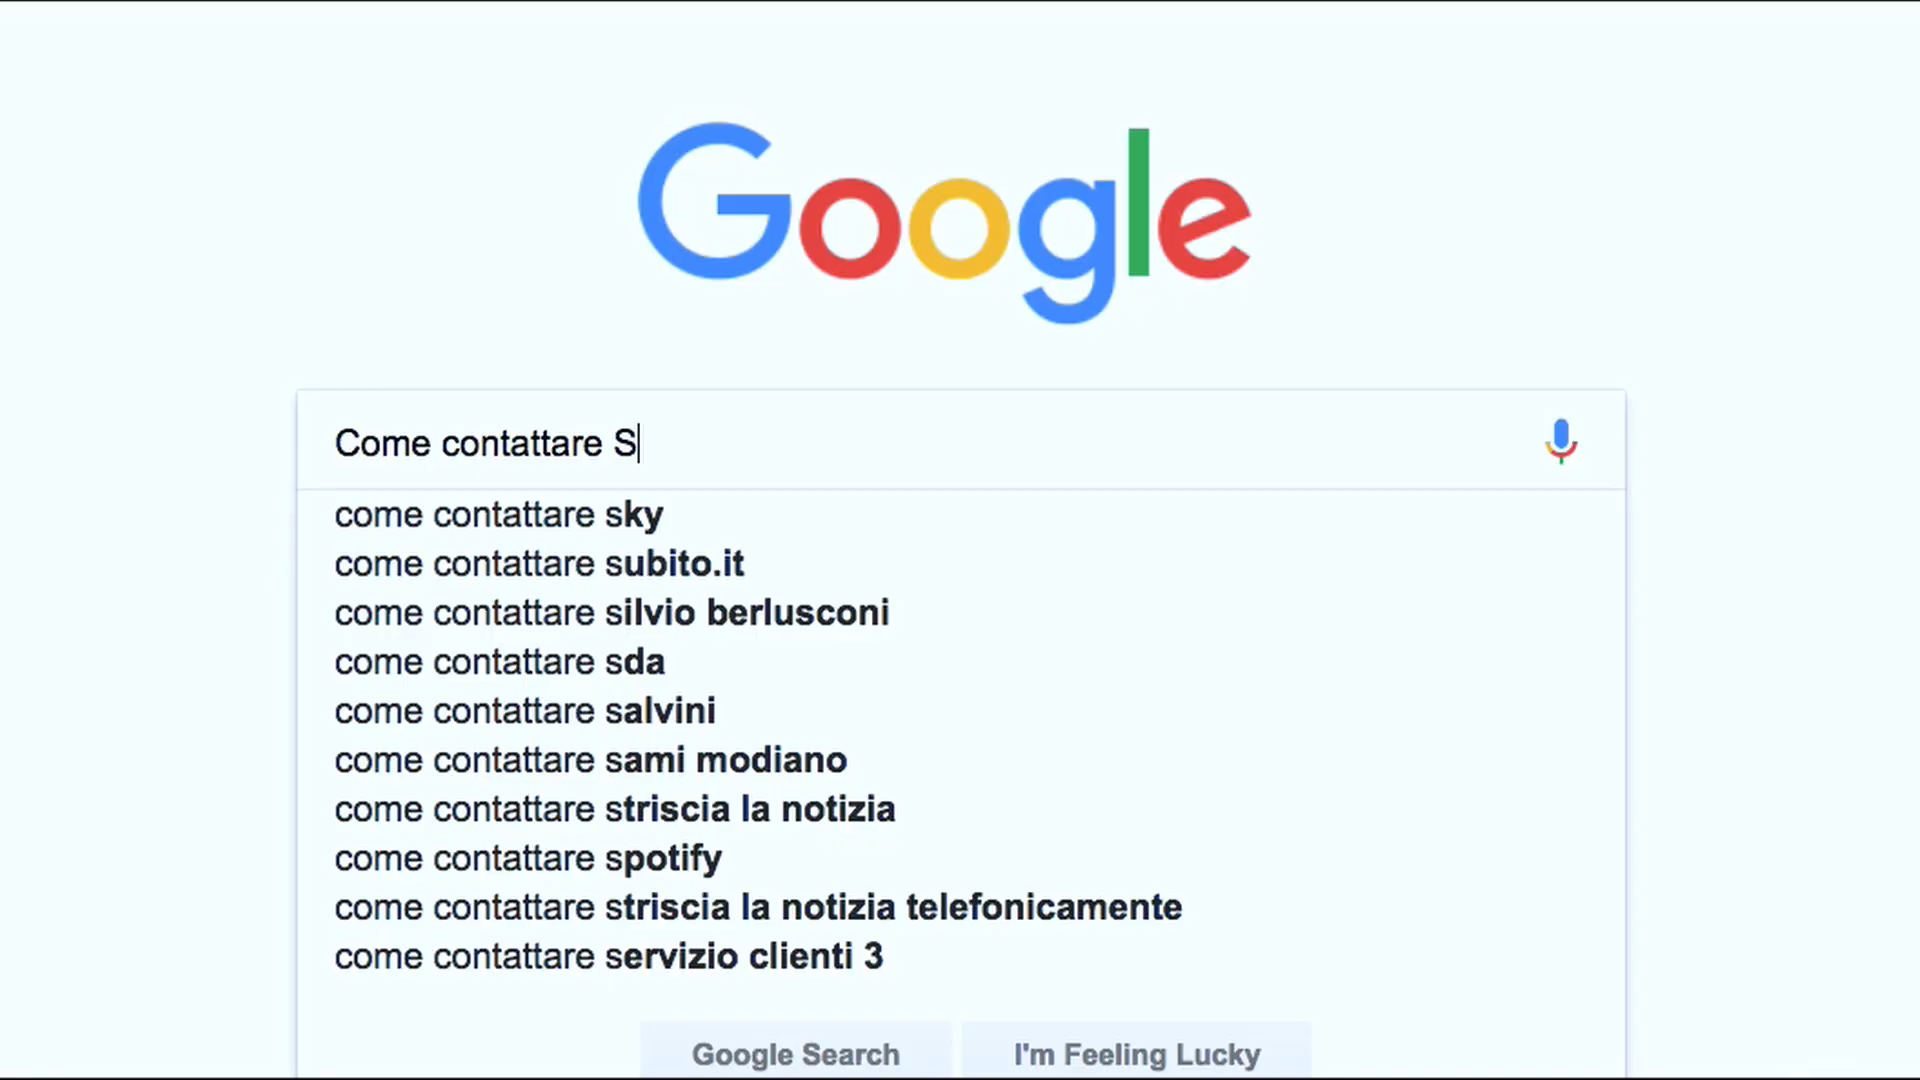 Google
Come contattare S
come contattare sky
come contattare subito.it
come contattare silvio berlusconi
come contattare sda
come contattare salvini
come contattare sami modiano
come contattare striscia la notizia
come contattare spotify
come contattare striscia la notizia telefonicamente
come contattare servizio clienti 3
Google Search
I'm Feeling Lucky